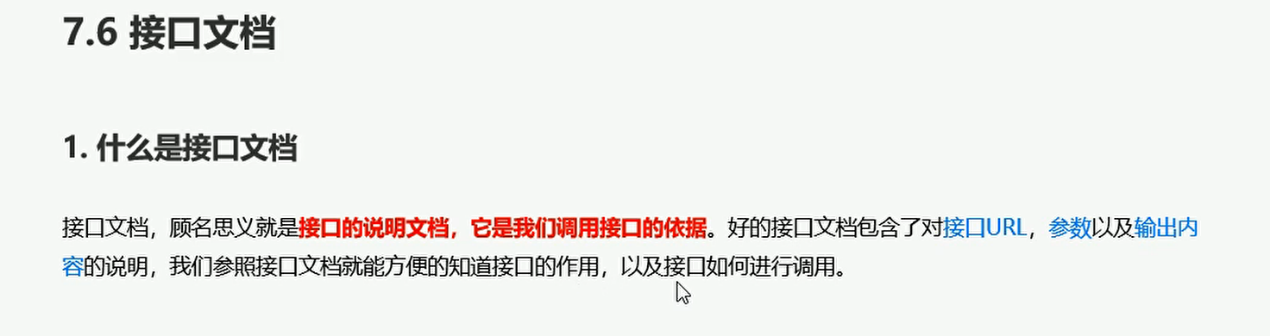 7.6 接口文档
1. 什么是接口文档
接口文档，顾名思义就是接口的说明文档，它是我们调用接口的依据。好的接口文档包含了对接口URL，参数以及输出内
容的说明，我们参照接口文档就能方便的知道接口的作用，以及接口如何进行调用。